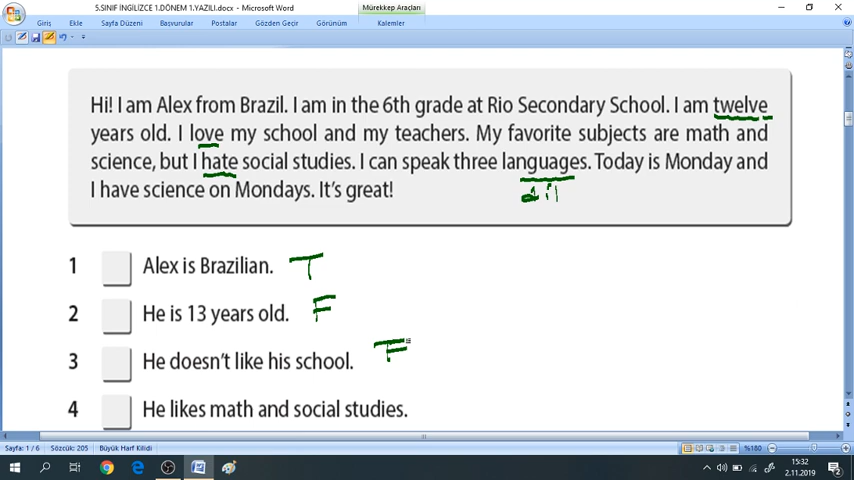 5.SINIF İNGİLİZCE 1.DÖNEM 1.YAZILI.docx - Microsoft Word
Mürekkep Araçları
Giriş Ekle Sayfa Düzeni Başvurular Postalar Gözden Geçir Görünüm Kalemler
Hi! I am Alex from Brazil. I am in the 6th grade at Rio Secondary School. I am twelve
years old. I love my school and my teachers. My favorite subjects are math and
science, but I hate social studies. I can speak three languages. Today is Monday and
I have science on Mondays. It's great!
dil
1 Alex is Brazilian. T
2 He is 13 years old. F
3 He doesn't like his school. F
4 He likes math and social studies.
Sayfa: 1 / 6 Sözcük: 205 Büyük Harf Kilidi %180
15:32
2.11.2019
2